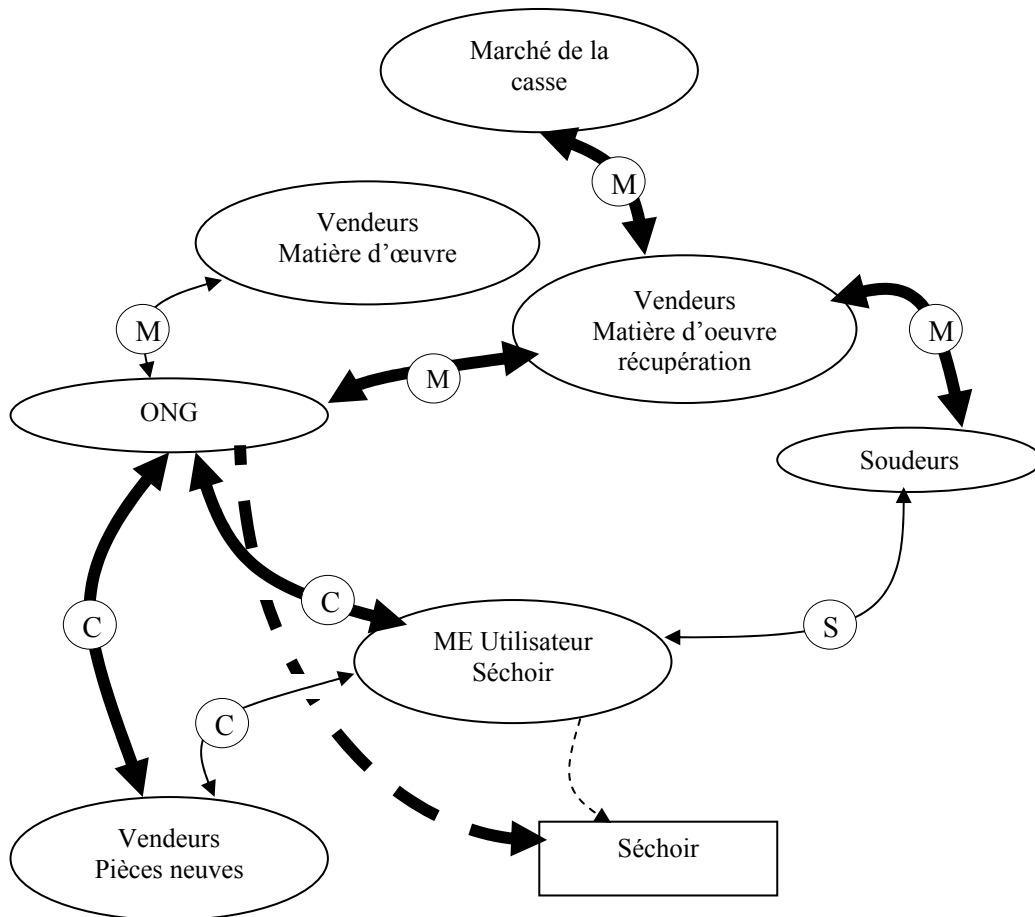 Marché de la
casse
M
Vendeurs
Matière d'œuvre
M
Vendeurs
Matière d'oeuvre
récupération
M
M
ONG
Soudeurs
C
C
S
ME Utilisateur
Séchoir
C
Vendeurs
Pièces neuves
Séchoir